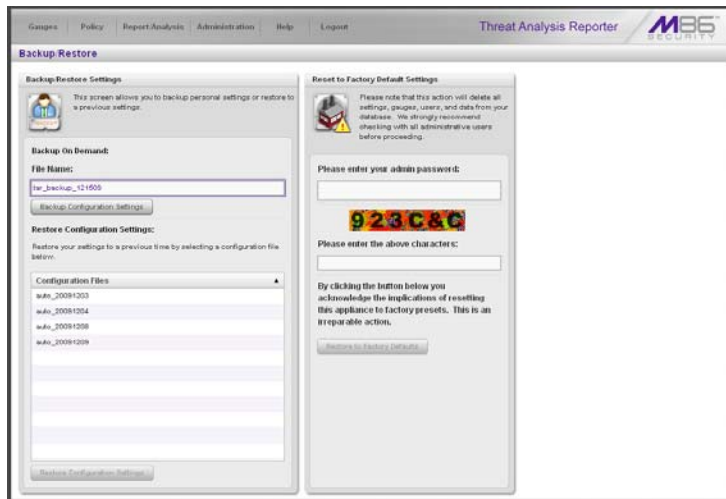 Gauges Policy Report/Analysis Administration Help Logout
Threat Analysis Reporter
M86
SECURITY
Backup/Restore
Backup/Restore Settings
This screen allows you to backup personal settings or restore to
a previous settings.
Backup On Demand:
File Name:
tar_backup_121509
Backup Configuration Settings
Restore Configuration Settings:
Restore your settings to a previous time by selecting a configuration file
below.
Configuration Files
auto_20091203
auto_20091204
auto_20091208
auto_20091209
Restore Configuration Settings
Reset to Factory Default Settings
Please note that this action will delete all
settings, gauges, users, and data from your
database. We strongly recommend
checking with all administrative users
before proceeding.
Please enter your admin password:
923C&C
Please enter the above characters:
By clicking the button below you
acknowledge the implications of resetting
this appliance to factory presets. This is an
irreparable action.
Restore to Factory Defaults